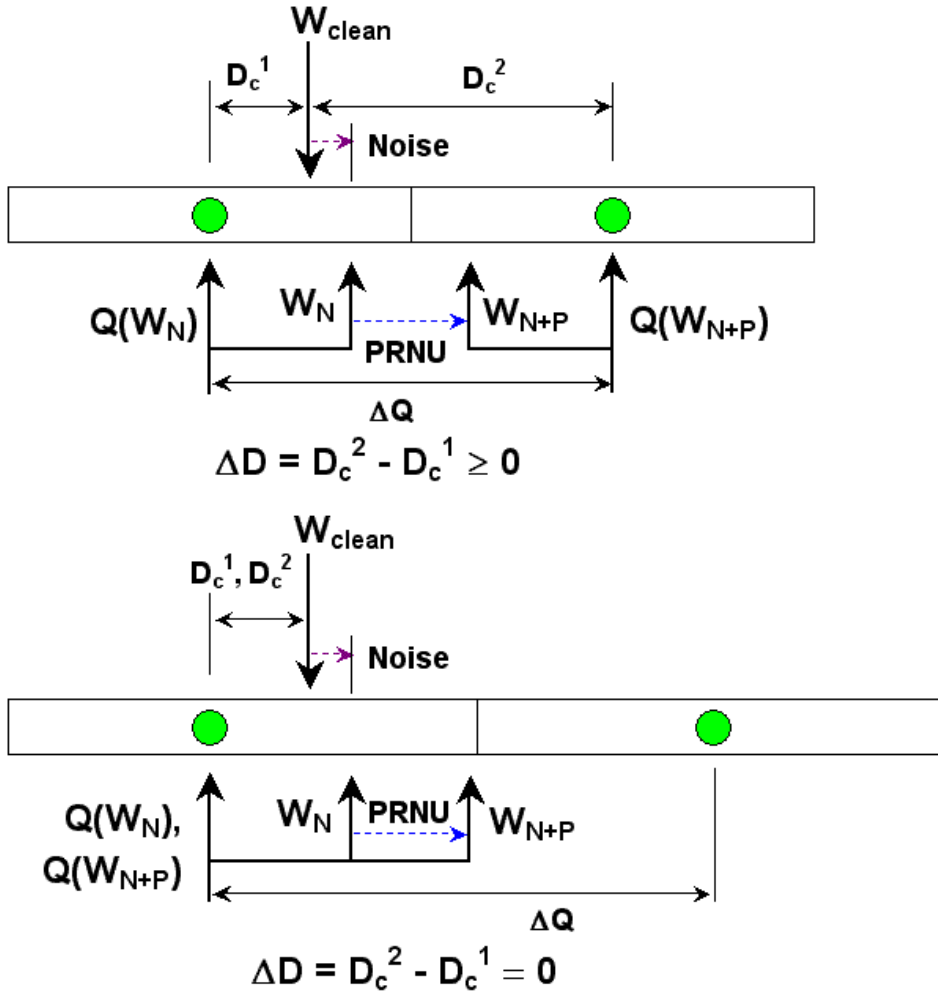 W_clean
D_c^1
D_c^2
Noise
Q(W_N)
W_N
W_N+P
Q(W_N+P)
PRNU
ΔQ
ΔD = D_c^2 - D_c^1 ≥ 0
W_clean
D_c^1, D_c^2
Noise
Q(W_N),
Q(W_N+P)
W_N
PRNU
W_N+P
ΔQ
ΔD = D_c^2 - D_c^1 = 0